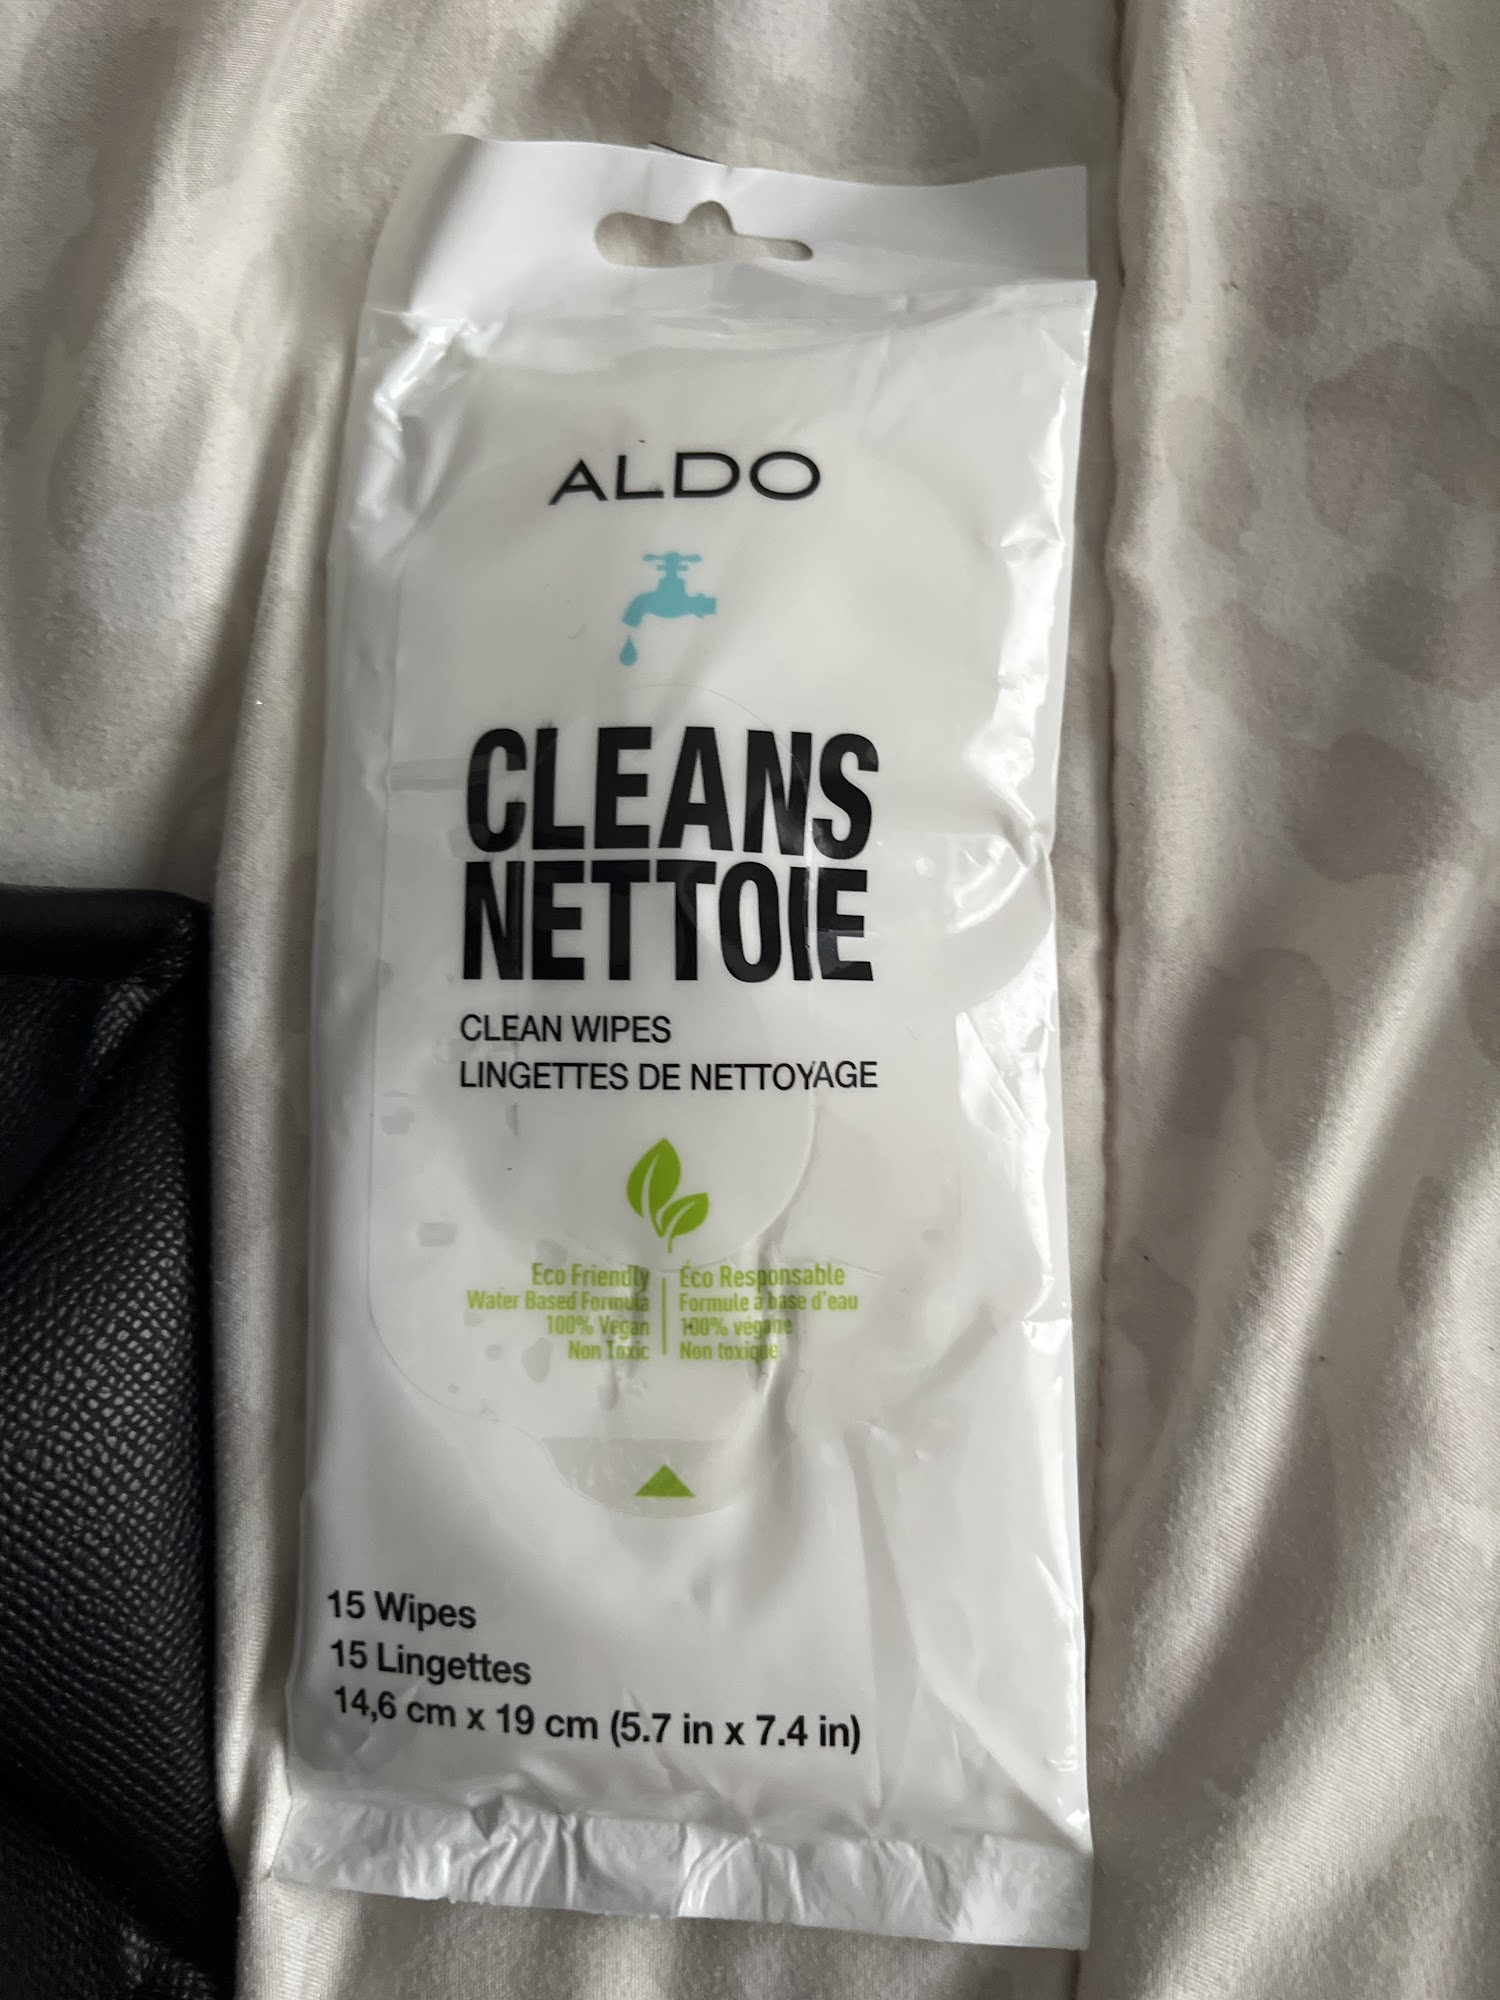 ALDO
CLEANS
NETTOIE
CLEAN WIPES
LINGETTES DE NETTOYAGE
Eco Friendly
Water Based Formula
100% Vegan
Non Toxic
Éco Responsable
Formule à base d'eau
100% végane
Non toxique
15 Wipes
15 Lingettes
14,6 cm x 19 cm (5.7 in x 7.4 in)